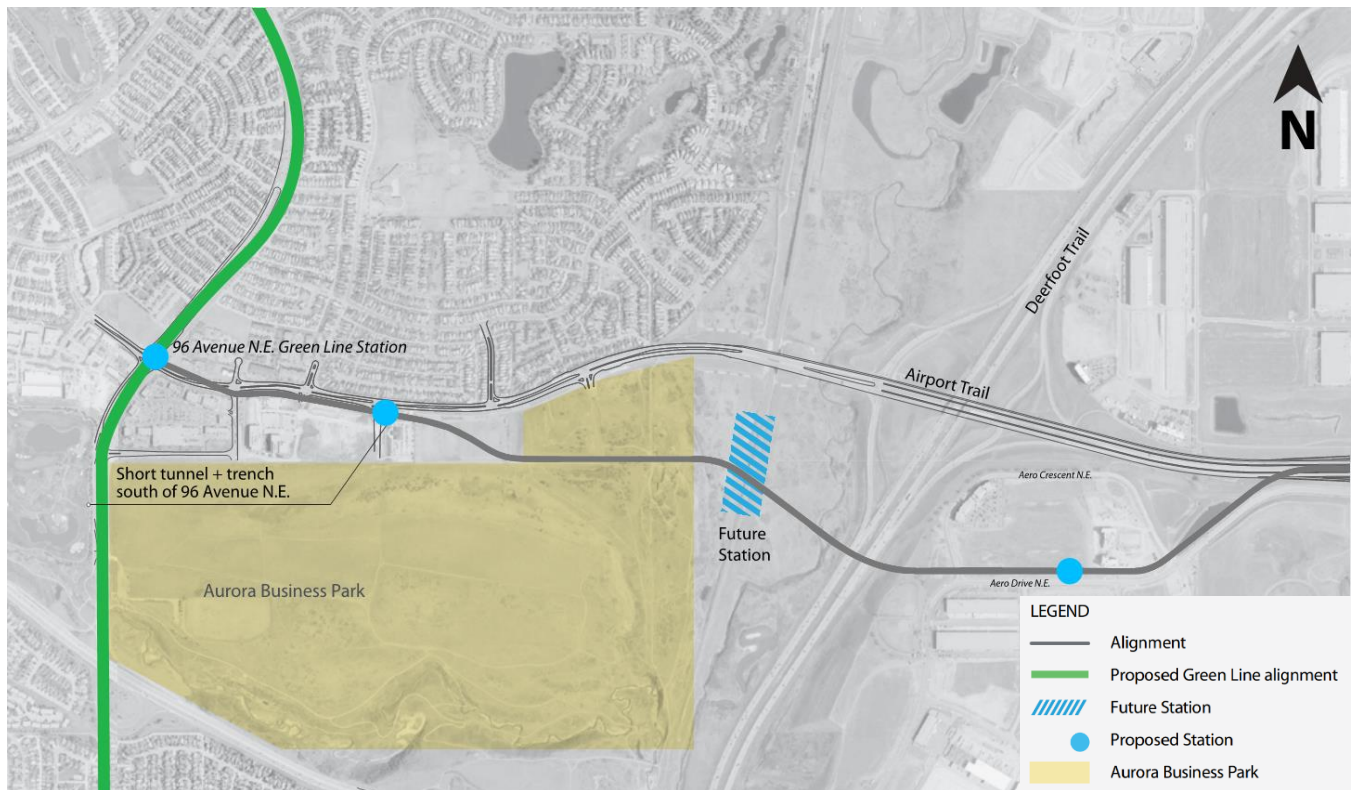 N
Deerfoot Trail
96 Avenue N.E. Green Line Station
Airport Trail
Short tunnel + trench
south of 96 Avenue N.E.
Aero Crescent N.E.
Future
Station
Aero Drive N.E.
Aurora Business Park
LEGEND
Alignment
Proposed Green Line alignment
Future Station
Proposed Station
Aurora Business Park